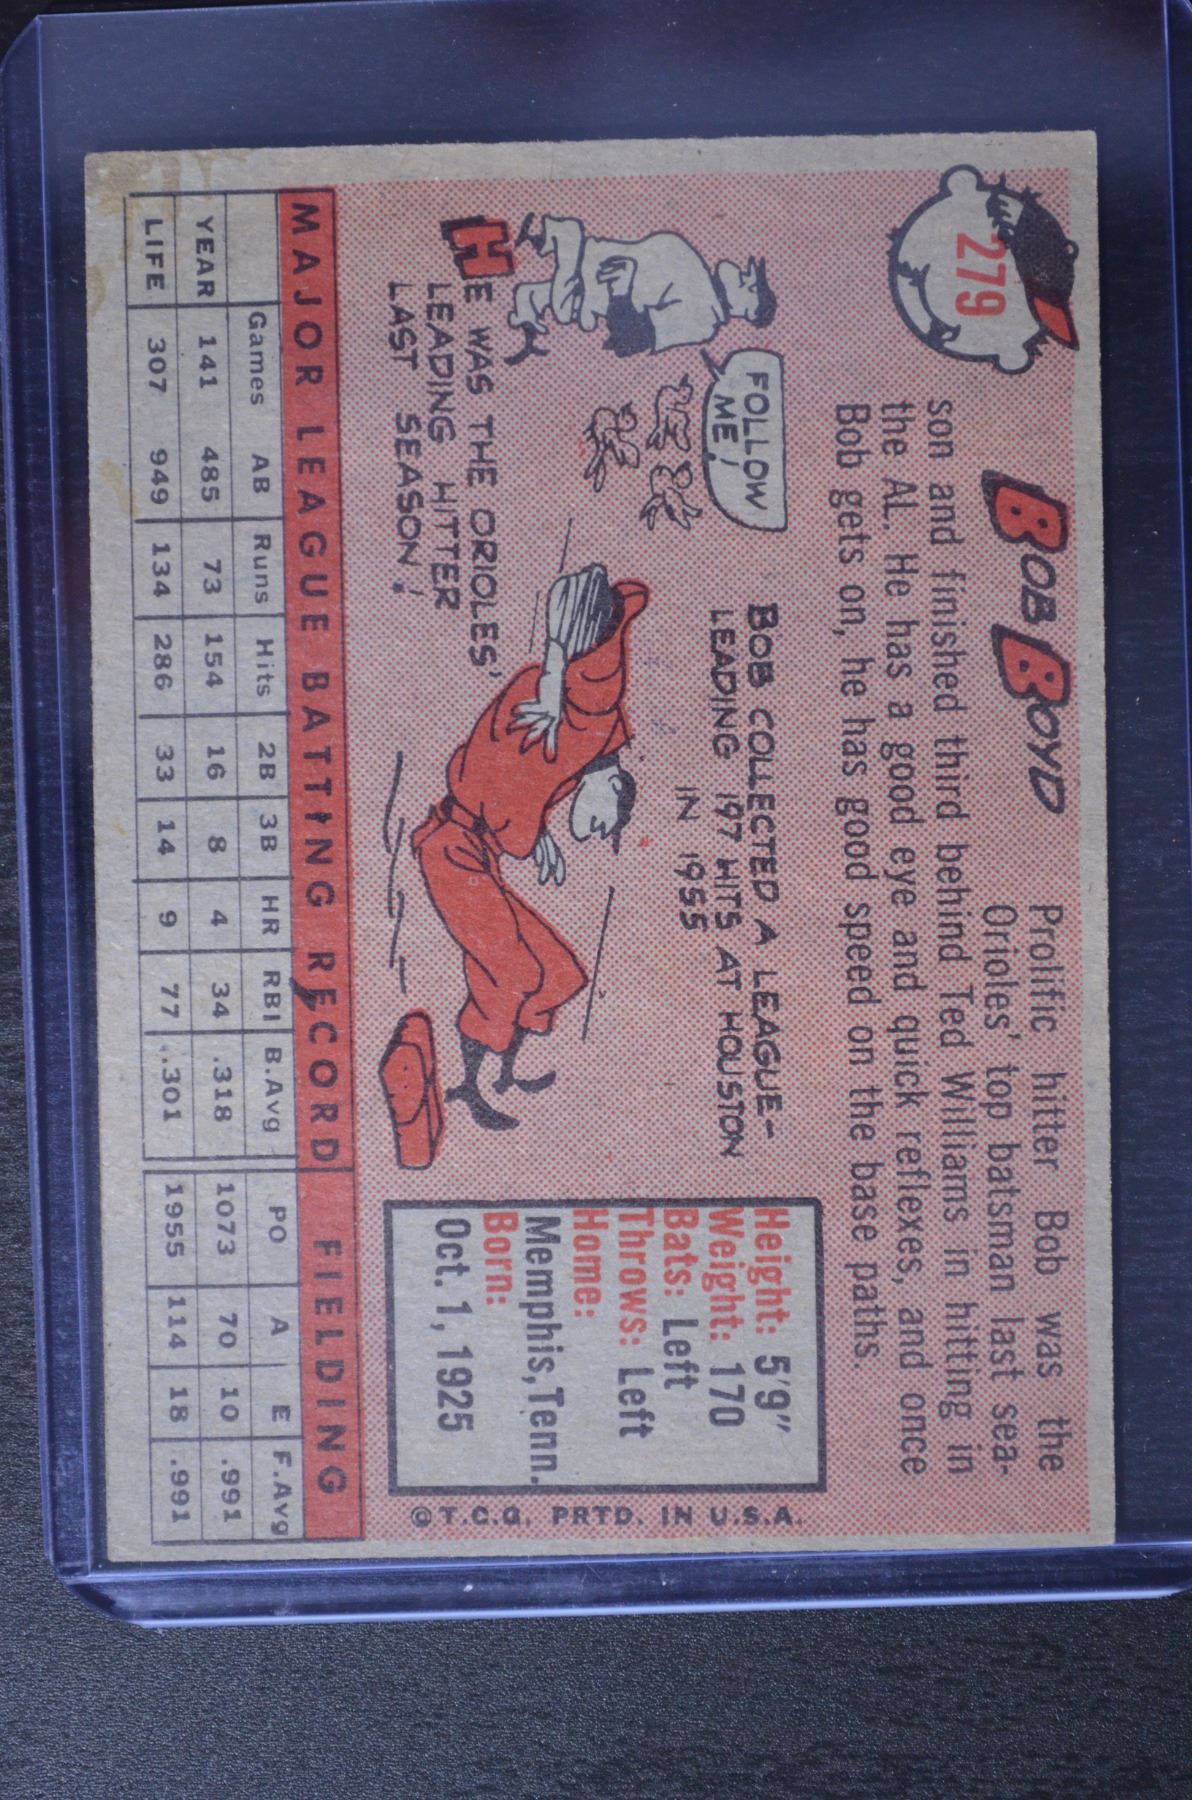 279
BOB BOYD
Prolific hitter Bob was the
Orioles' top batsman last sea-
son and finished third behind Ted Williams in hitting in
the AL. He has a good eye and quick reflexes, and once
Bob gets on, he has good speed on the base paths.
FOLLOW
ME!
HE WAS THE ORIOLES'
LEADING HITTER
LAST SEASON!
BOB COLLECTED A LEAGUE-
LEADING 197 HITS AT HOUSTON
IN 1955
Height: 5'9"
Weight: 170
Bats: Left
Throws: Left
Home:
Memphis, Tenn.
Born:
Oct. 1, 1925
©T.C.G. PRTD. IN U.S.A.
MAJOR LEAGUE BATTING RECORD FIELDING
Games AB Runs Hits 2B 3B HR RBI B.Avg PO A E F.Avg
YEAR 141 485 73 154 16 8 4 34 .318 1073 70 10 .991
LIFE 307 949 134 286 33 14 9 77 .301 1955 114 18 .991